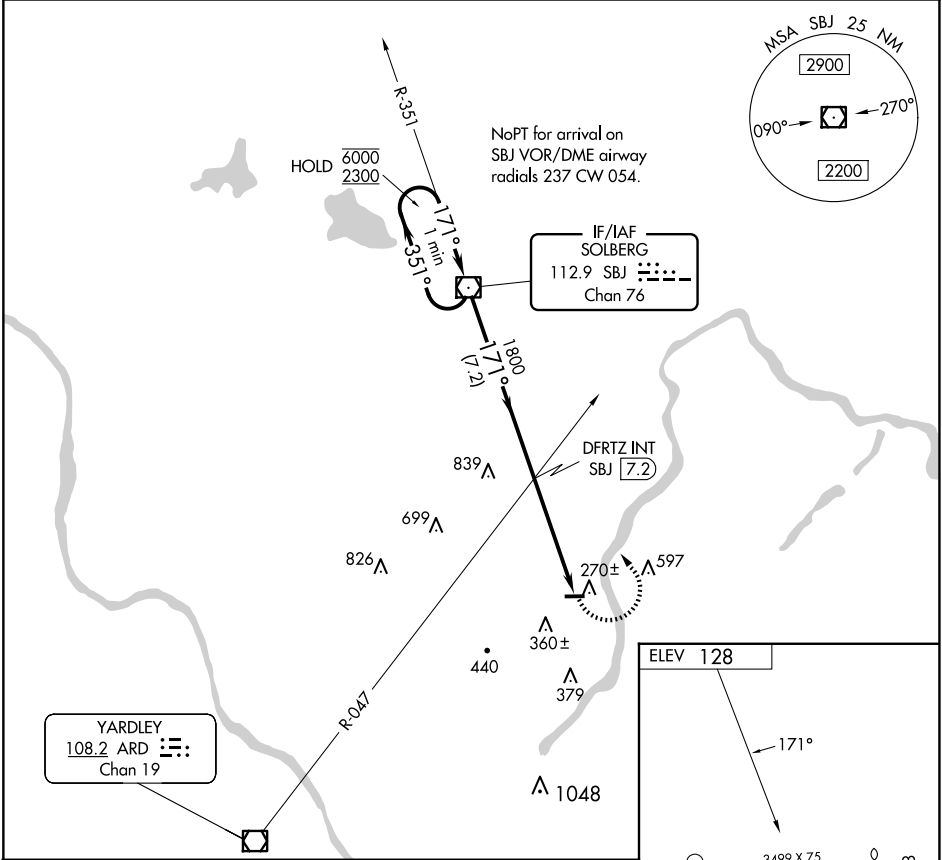 MSA SBJ 25 NM
2900
270°
090°
2200
R-351
NoPT for arrival on
SBJ VOR/DME airway
radials 237 CW 054.
HOLD 6000
2300
171°
1 min
351°
IF/IAF
SOLBERG
112.9 SBJ
Chan 76
1800
171°
(7.2)
DFRTZ INT
SBJ 7.2
839
699
826
270±
597
360±
440
379
R-047
YARDLEY
108.2 ARD
Chan 19
1048
ELEV 128
171°
3499 X 75